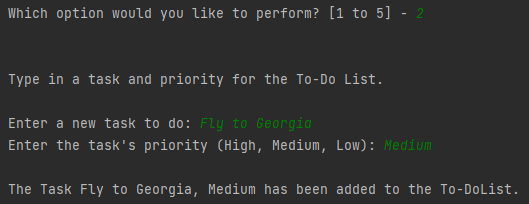 Which option would you like to perform? [1 to 5] - 2
Type in a task and priority for the To-Do List.
Enter a new task to do: Fly to Georgia
Enter the task's priority (High, Medium, Low): Medium
The Task Fly to Georgia, Medium has been added to the To-DoList.